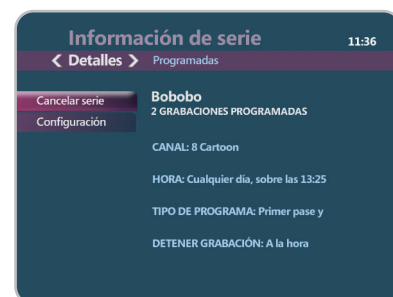 Información de serie
11:36
Detalles
Programadas
Cancelar serie
Configuración
Bobobo
2 GRABACIONES PROGRAMADAS
CANAL: 8 Cartoon
HORA: Cualquier día, sobre las 13:25
TIPO DE PROGRAMA: Primer pase y
DETENER GRABACIÓN: A la hora